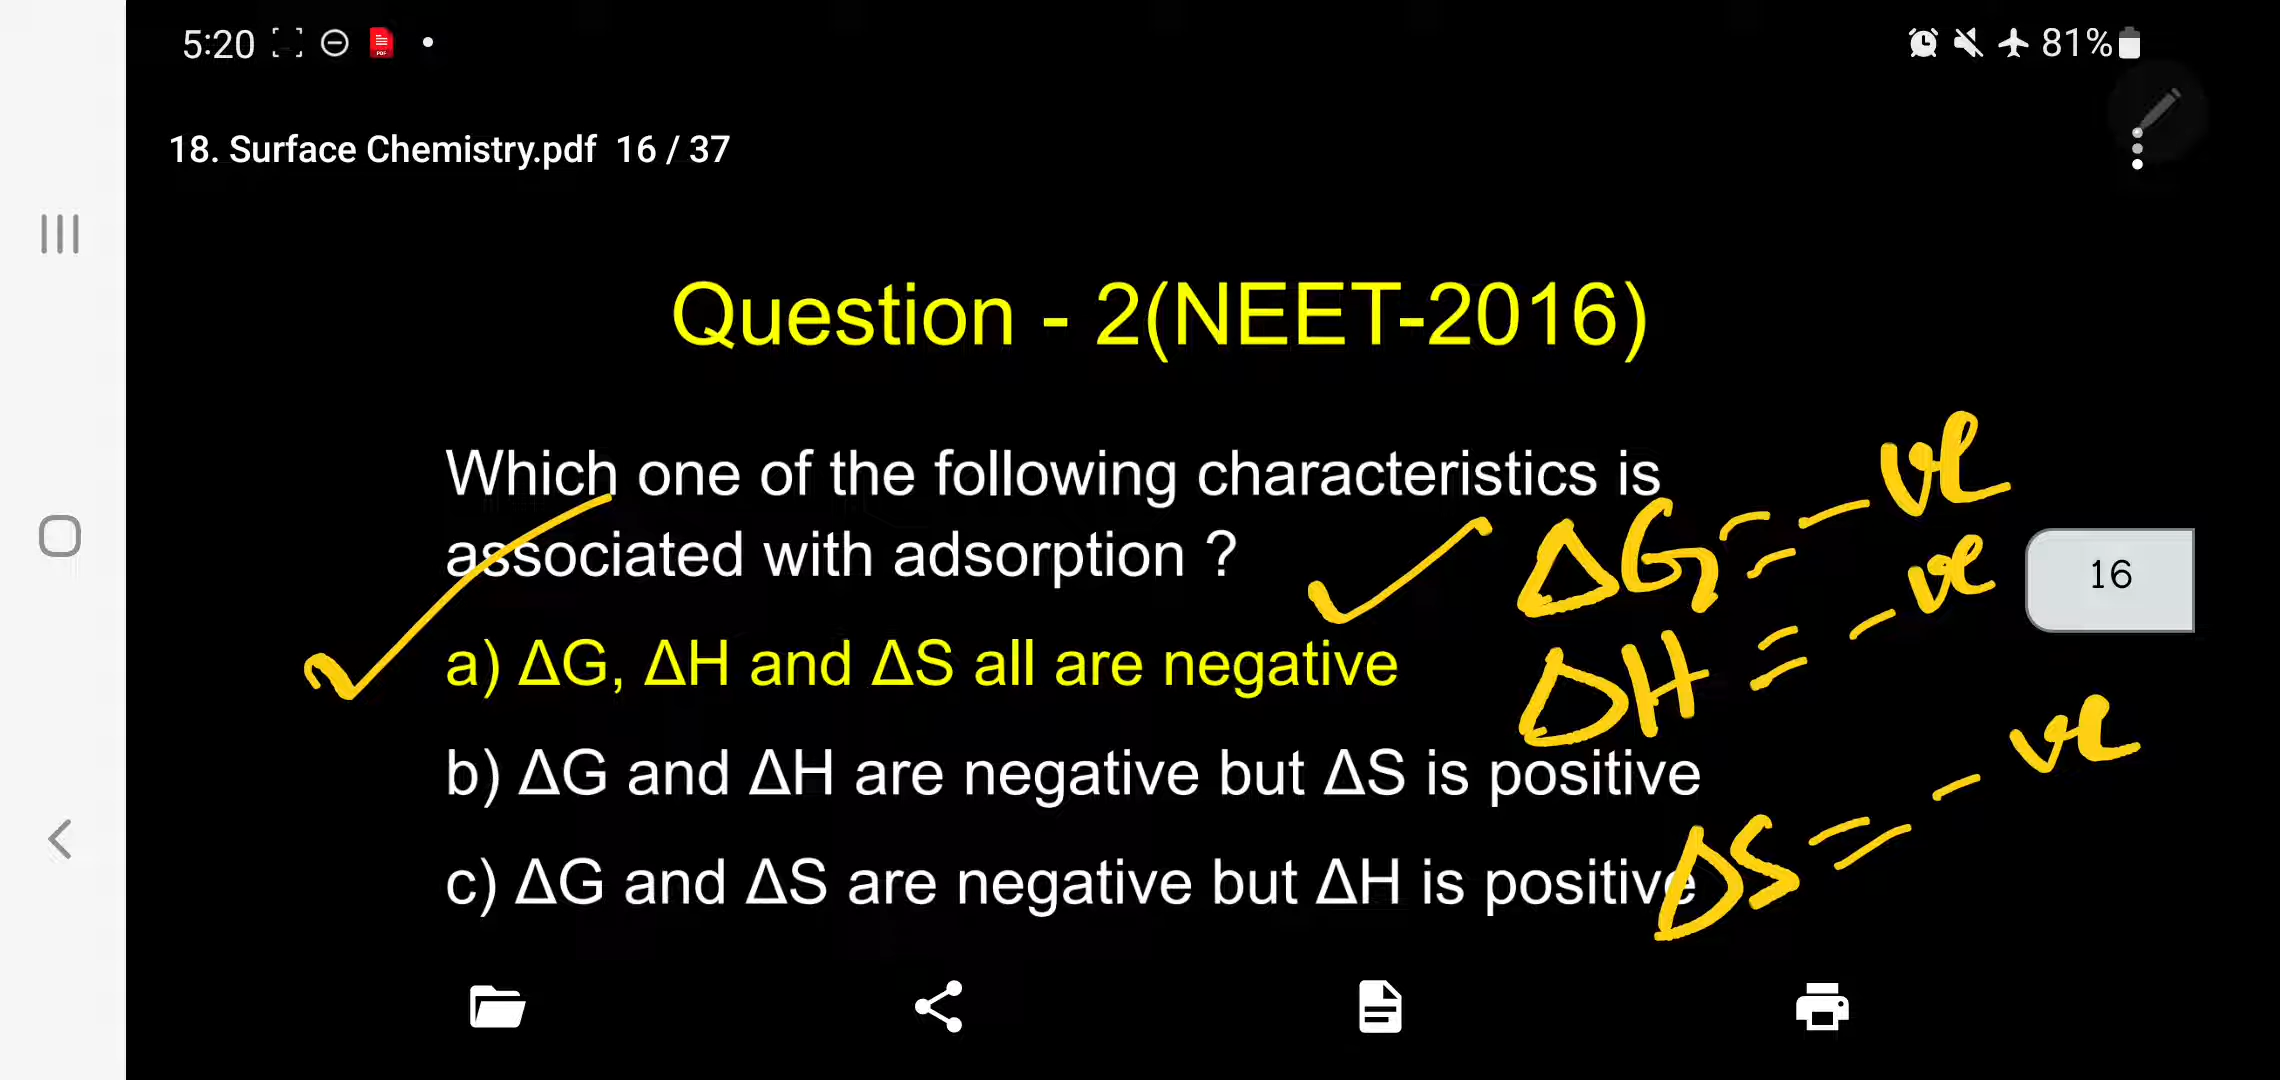 5:20 81%
18. Surface Chemistry.pdf 16 / 37
Question - 2(NEET-2016)
Which one of the following characteristics is
associated with adsorption ?
ΔG = -ve
a) ΔG, ΔH and ΔS all are negative
ΔH = -ve
16
b) ΔG and ΔH are negative but ΔS is positive
c) ΔG and ΔS are negative but ΔH is positive
ΔS = -ve